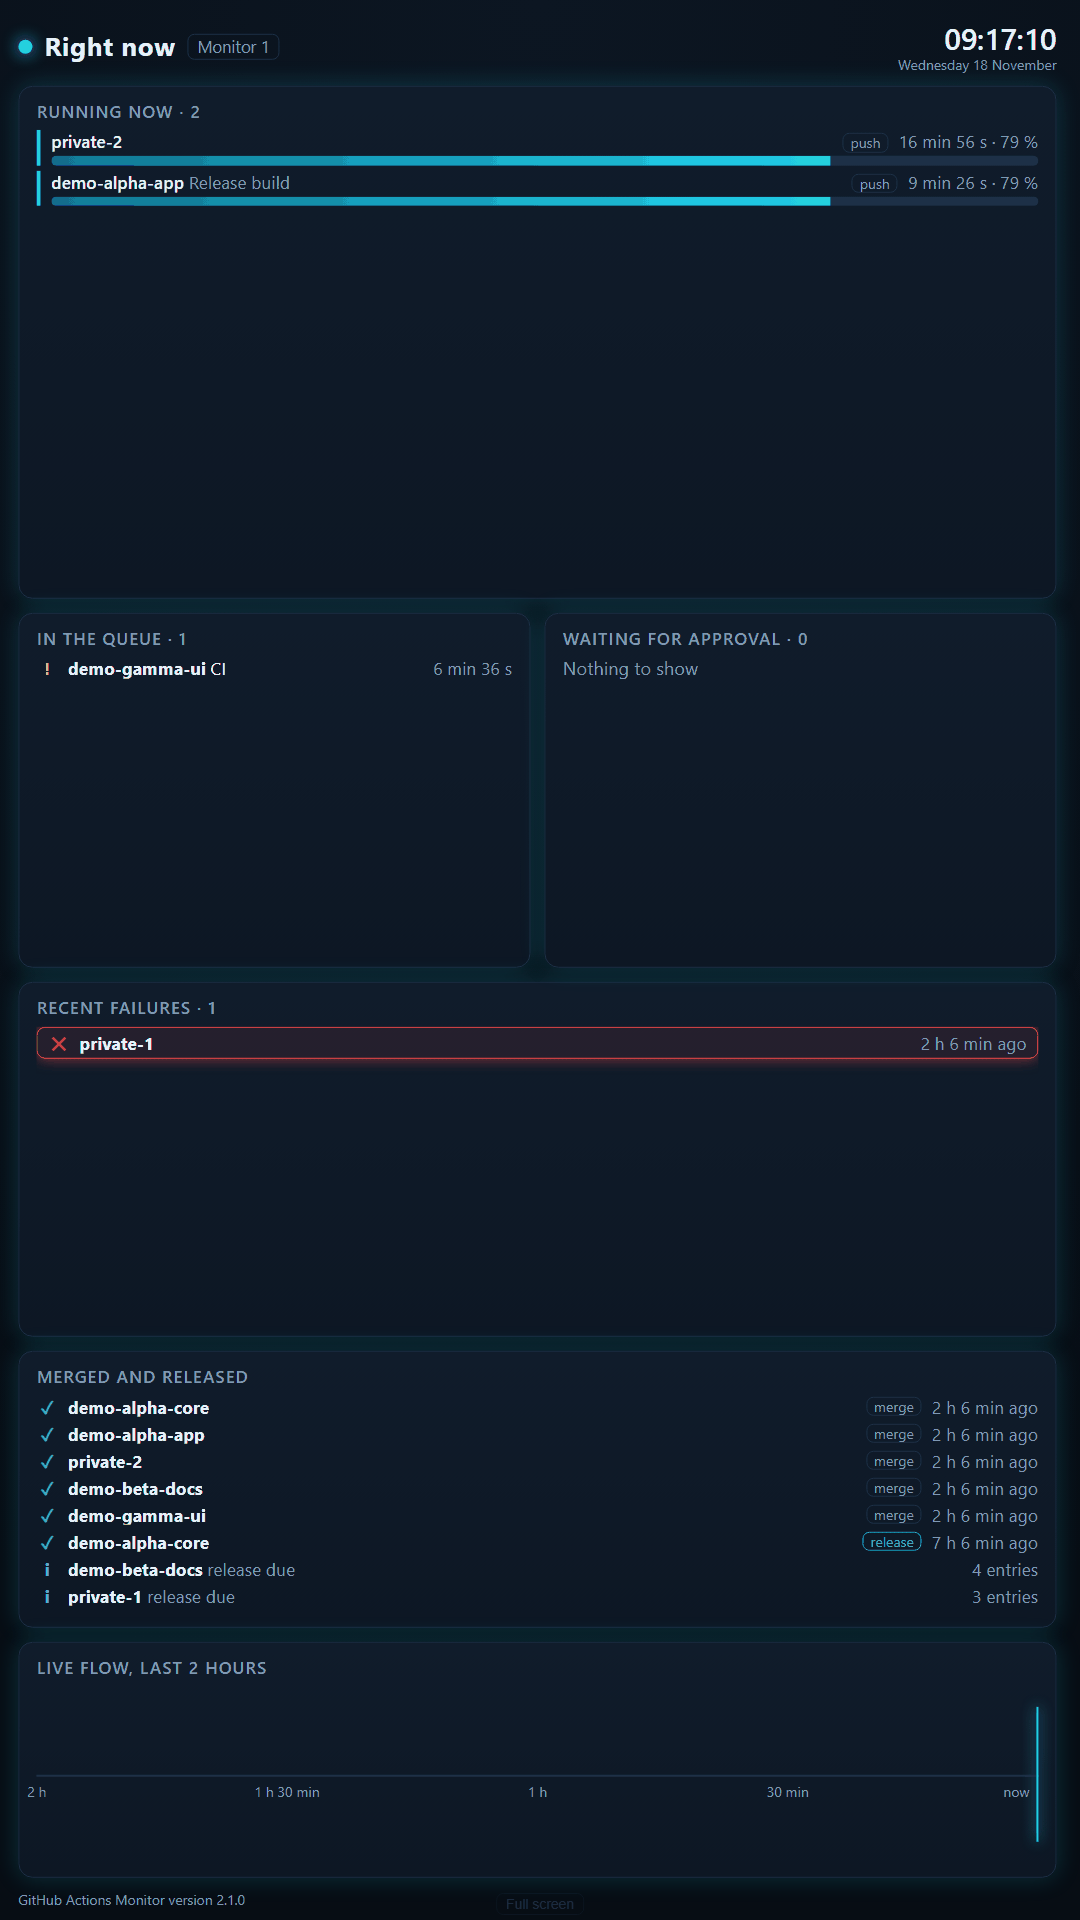 Right now Monitor 1 09:17:10
Wednesday 18 November
RUNNING NOW · 2
private-2 push 16 min 56 s · 79 %
demo-alpha-app Release build push 9 min 26 s · 79 %
IN THE QUEUE · 1
! demo-gamma-ui CI 6 min 36 s
WAITING FOR APPROVAL · 0
Nothing to show
RECENT FAILURES · 1
✕ private-1 2 h 6 min ago
MERGED AND RELEASED
✓ demo-alpha-core merge 2 h 6 min ago
✓ demo-alpha-app merge 2 h 6 min ago
✓ private-2 merge 2 h 6 min ago
✓ demo-beta-docs merge 2 h 6 min ago
✓ demo-gamma-ui merge 2 h 6 min ago
✓ demo-alpha-core release 7 h 6 min ago
i demo-beta-docs release due 4 entries
i private-1 release due 3 entries
LIVE FLOW, LAST 2 HOURS
2 h 1 h 30 min 1 h 30 min now
GitHub Actions Monitor version 2.1.0 Full screen